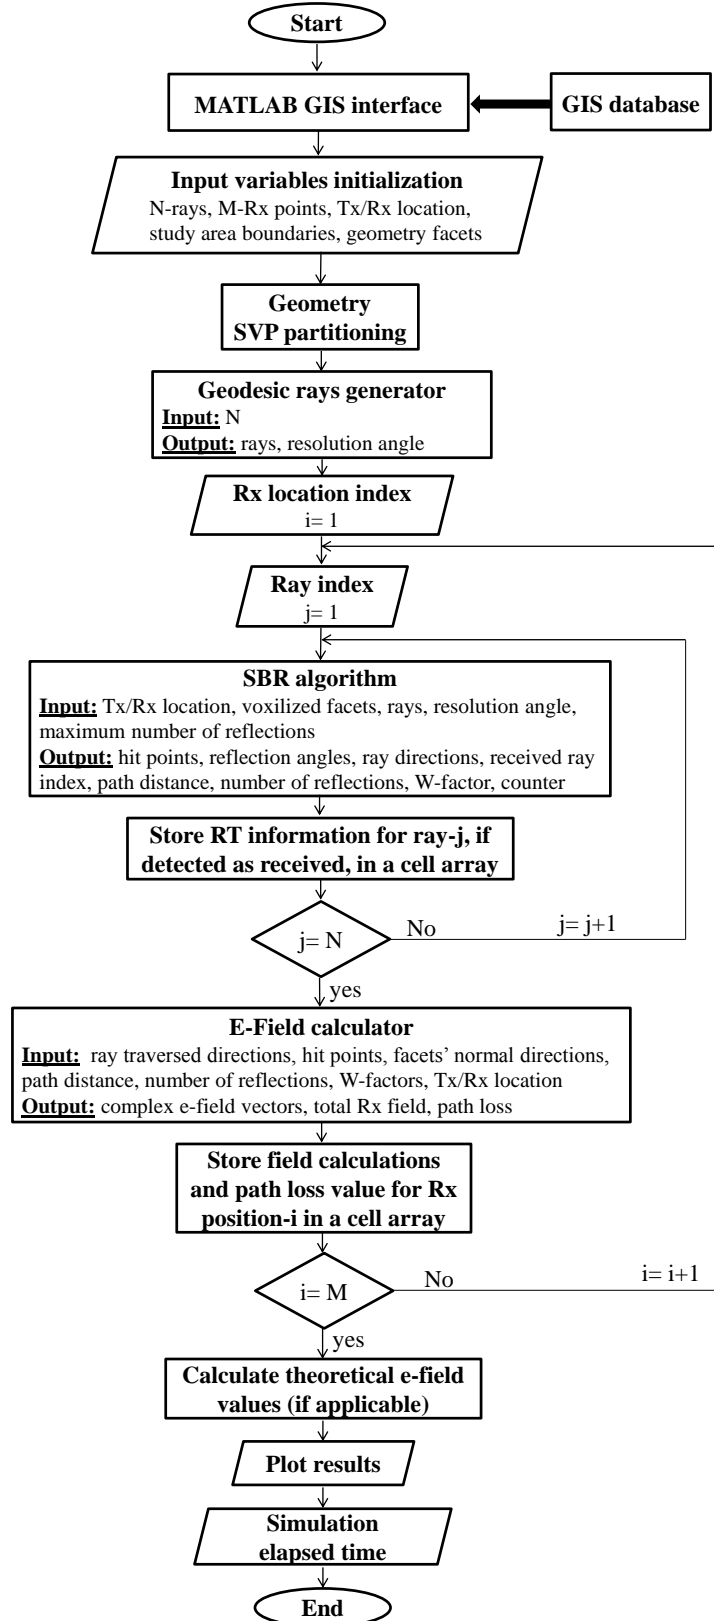 Start
MATLAB GIS interface
GIS database
Input variables initialization
N-rays, M-Rx points, Tx/Rx location,
study area boundaries, geometry facets
Geometry
SVP partitioning
Geodesic rays generator
Input: N
Output: rays, resolution angle
Rx location index
i= 1
Ray index
j= 1
SBR algorithm
Input: Tx/Rx location, voxilized facets, rays, resolution angle,
maximum number of reflections
Output: hit points, reflection angles, ray directions, received ray
index, path distance, number of reflections, W-factor, counter
Store RT information for ray-j, if
detected as received, in a cell array
j= N
No
j= j+1
yes
E-Field calculator
Input: ray traversed directions, hit points, facets’ normal directions,
path distance, number of reflections, W-factors, Tx/Rx location
Output: complex e-field vectors, total Rx field, path loss
Store field calculations
and path loss value for Rx
position-i in a cell array
i= M
No
i= i+1
yes
Calculate theoretical e-field
values (if applicable)
Plot results
Simulation
elapsed time
End